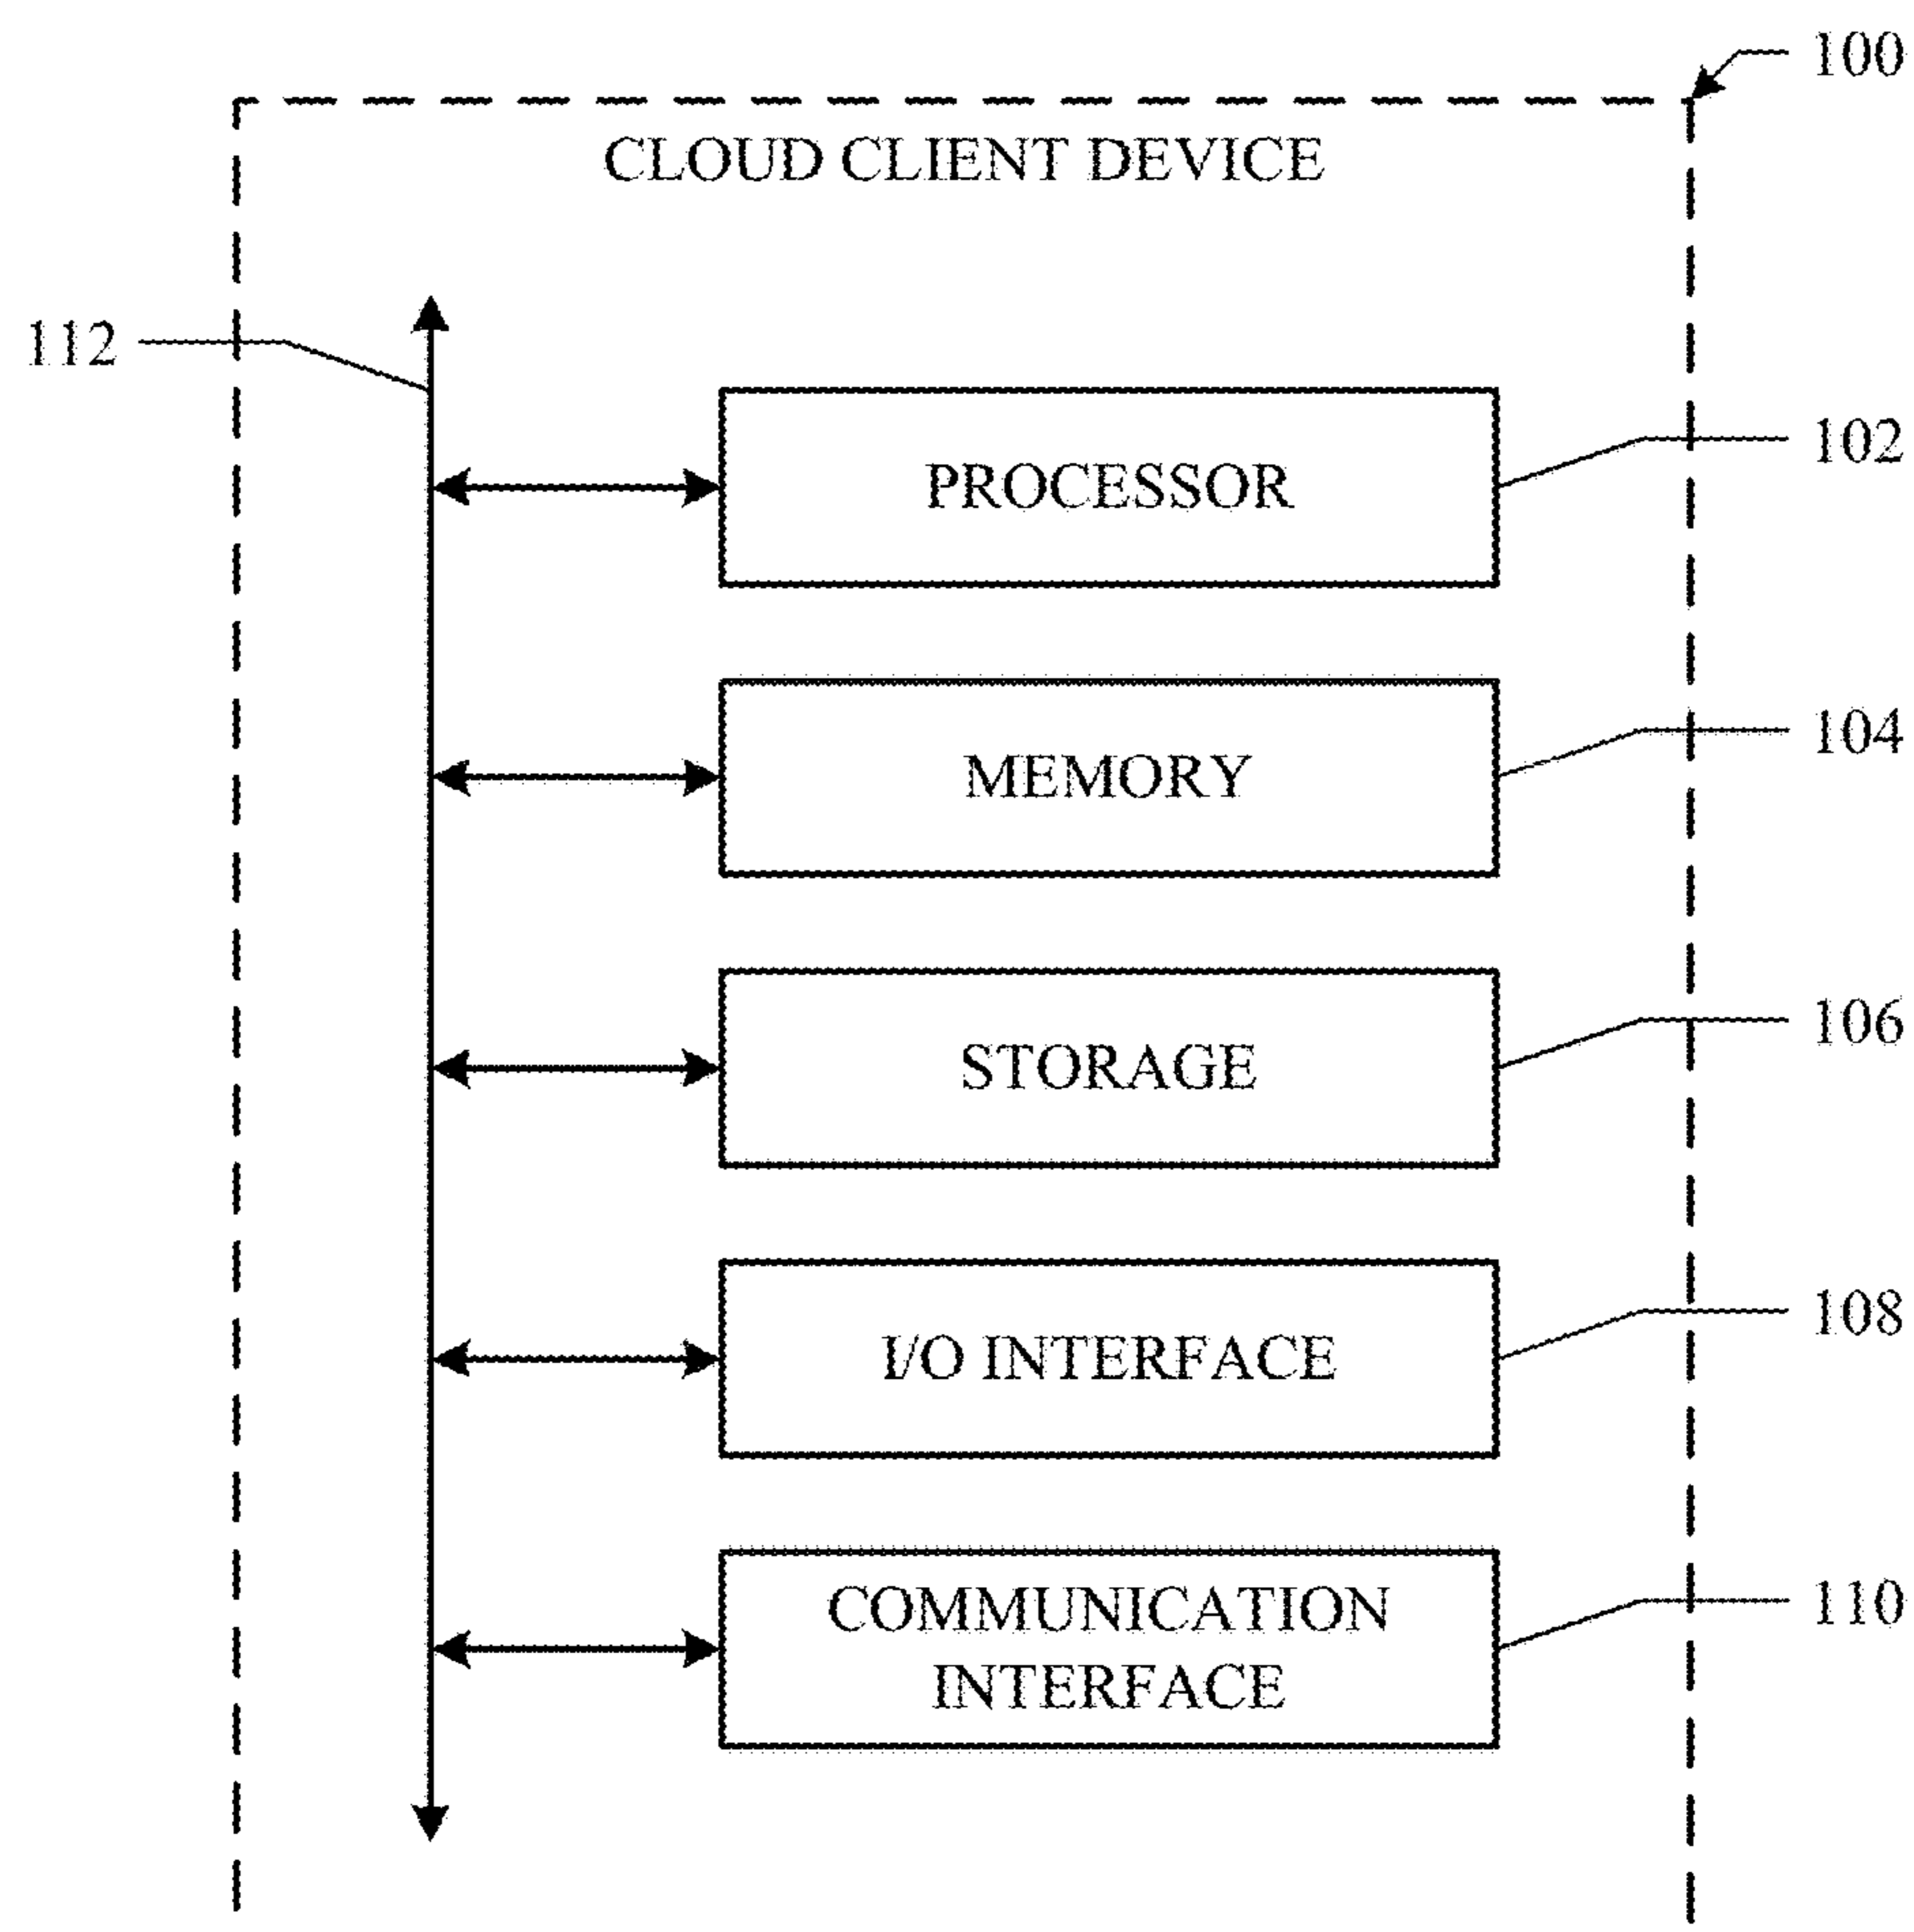 100
CLOUD CLIENT DEVICE
112
PROCESSOR
102
MEMORY
104
STORAGE
106
I/O INTERFACE
108
COMMUNICATION
INTERFACE
110